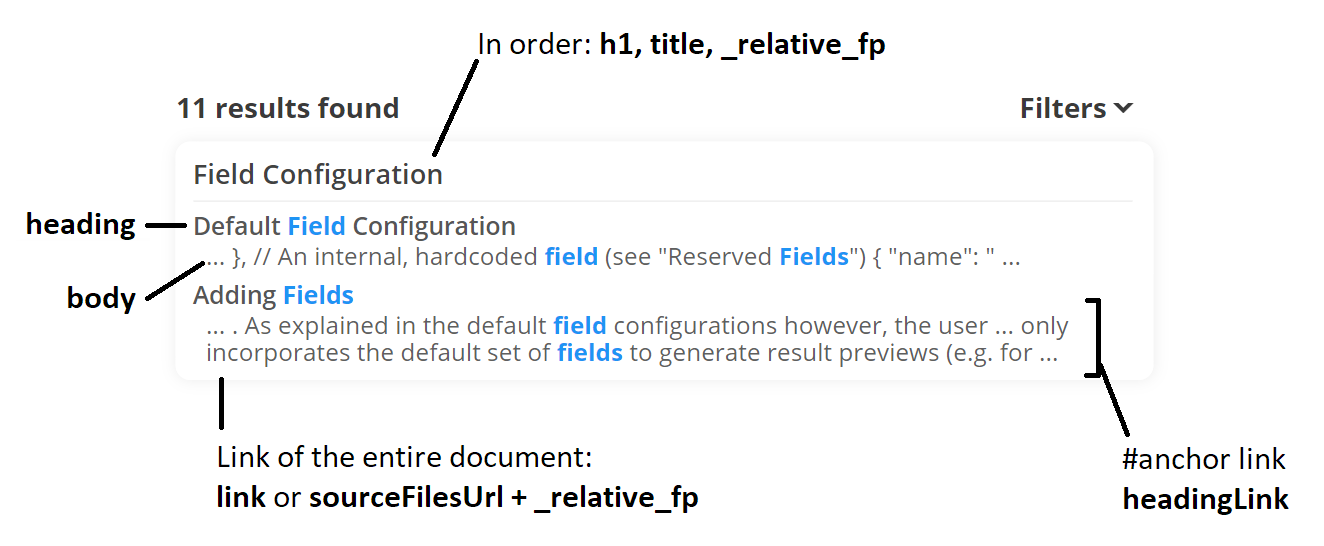 In order: h1, title, _relative_fp
11 results found
Filters
Field Configuration
heading
Default Field Configuration
... }, // An internal, hardcoded field (see "Reserved Fields") { "name": " ...
body
Adding Fields
... . As explained in the default field configurations however, the user ... only
incorporates the default set of fields to generate result previews (e.g. for ...
Link of the entire document:
link or sourceFilesUrl + _relative_fp
#anchor link
headingLink